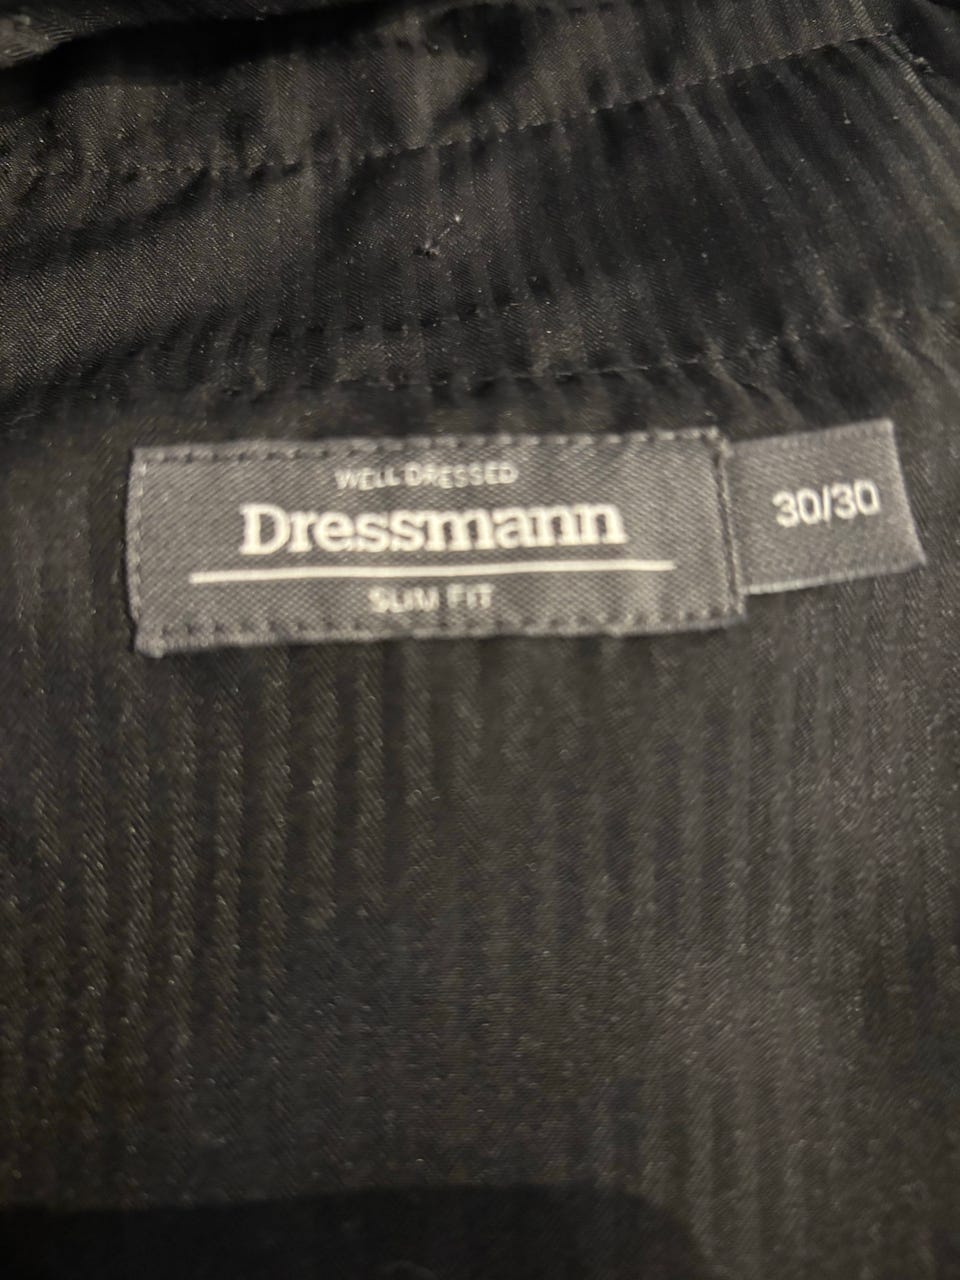 WELL DRESSED
Dressmann
SLIM FIT
30/30